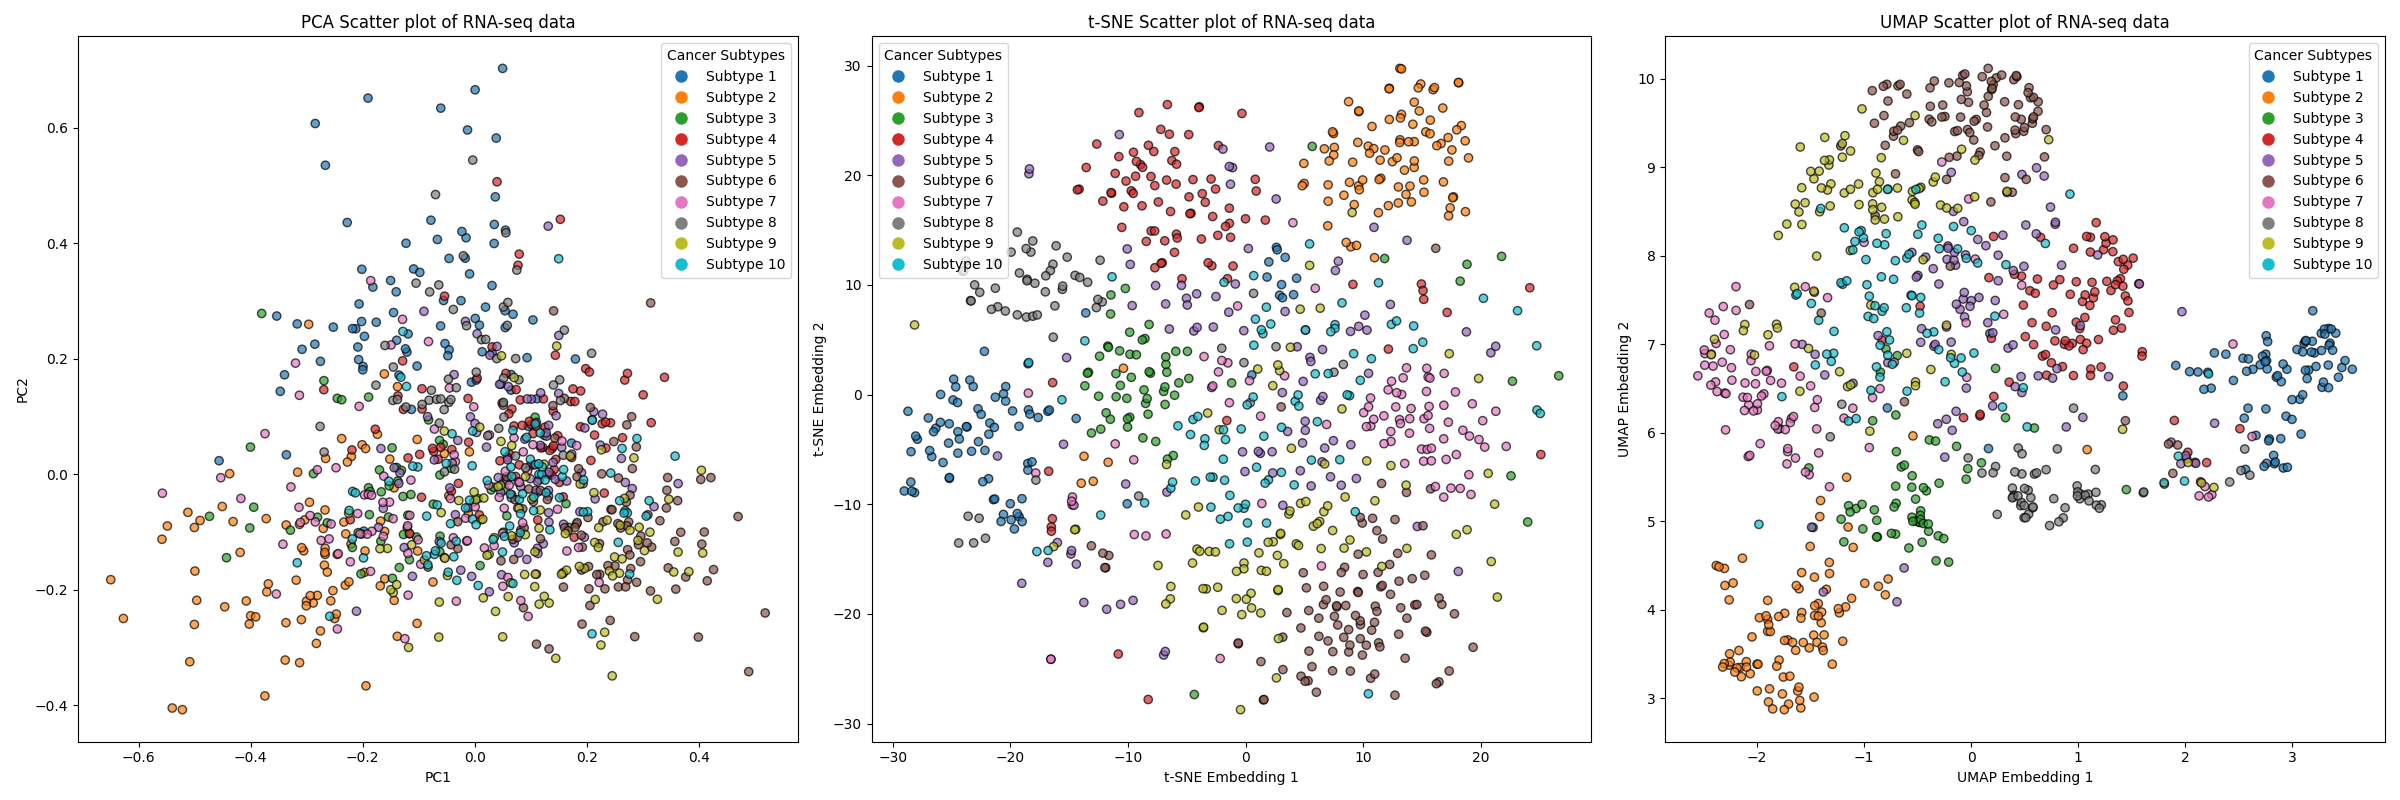 PCA Scatter plot of RNA-seq data
Cancer Subtypes
Subtype 1
Subtype 2
Subtype 3
Subtype 4
Subtype 5
Subtype 6
Subtype 7
Subtype 8
Subtype 9
Subtype 10
0.6
0.4
0.2
0.0
−0.2
−0.4
PC2
−0.6
−0.4
−0.2
0.0
0.2
0.4
PC1
t-SNE Scatter plot of RNA-seq data
Cancer Subtypes
Subtype 1
Subtype 2
Subtype 3
Subtype 4
Subtype 5
Subtype 6
Subtype 7
Subtype 8
Subtype 9
Subtype 10
30
20
10
0
−10
−20
−30
t-SNE Embedding 2
−30
−20
−10
0
10
20
t-SNE Embedding 1
UMAP Scatter plot of RNA-seq data
Cancer Subtypes
Subtype 1
Subtype 2
Subtype 3
Subtype 4
Subtype 5
Subtype 6
Subtype 7
Subtype 8
Subtype 9
Subtype 10
10
9
8
7
6
5
4
3
UMAP Embedding 2
−2
−1
0
1
2
3
UMAP Embedding 1